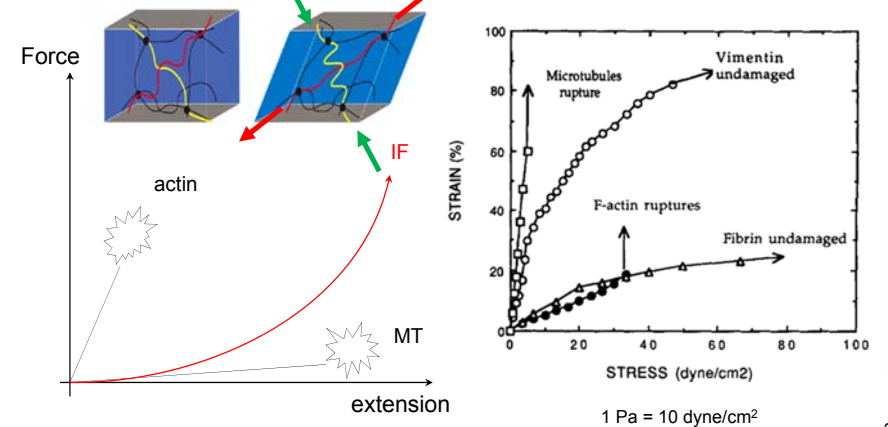 Force
IF
actin
MT
extension
100
80
60
40
20
0
STRAIN (%)
Microtubules
rupture
Vimentin
undamaged
F-actin ruptures
Fibrin undamaged
0
20
40
60
80
100
STRESS (dyne/cm2)
1 Pa = 10 dyne/cm²